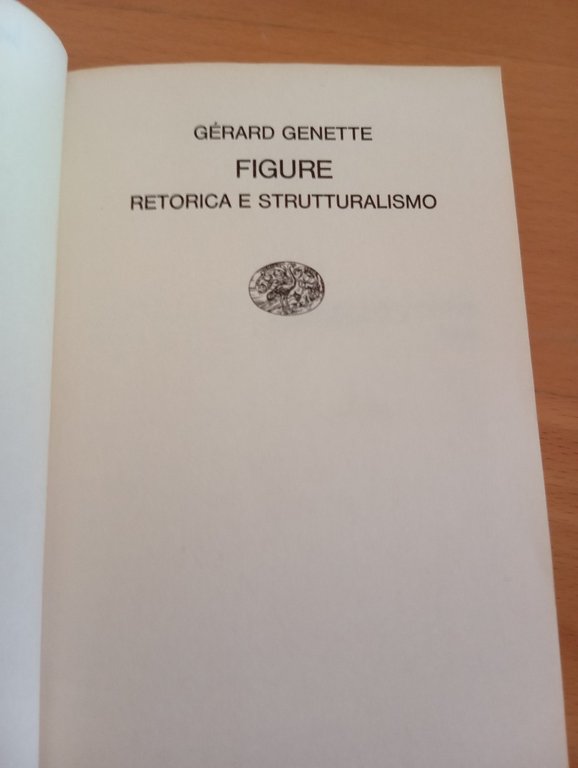 GÉRARD GENETTE
FIGURE
RETORICA E STRUTTURALISMO